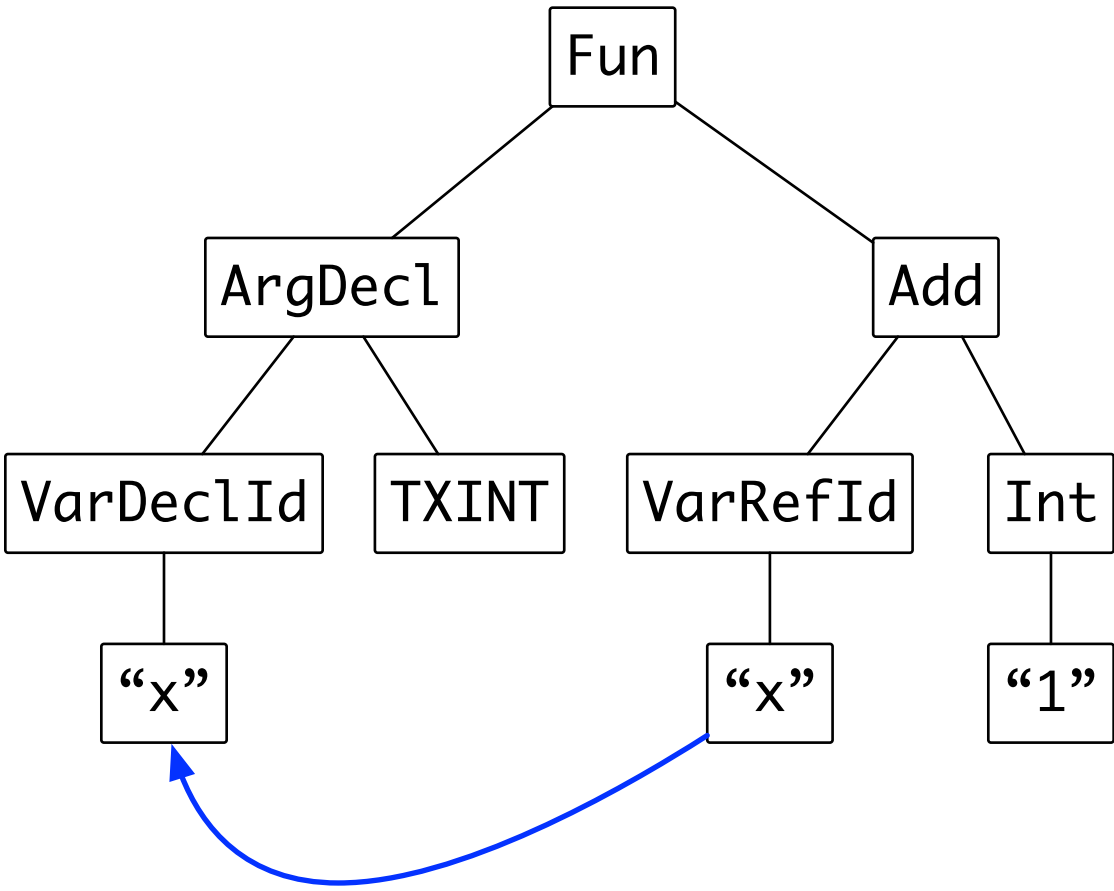 Fun
ArgDecl Add
VarDeclId TXINT VarRefId Int
“x” “x” “1”